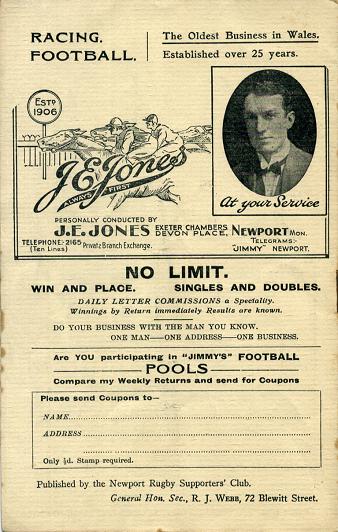 RACING.
FOOTBALL.
The Oldest Business in Wales.
Established over 25 years.
ESTD
1906
J.E.Jones
ALWAYS FIRST
At your Service
PERSONALLY CONDUCTED BY
J.E. JONES EXETER CHAMBERS DEVON PLACE, NEWPORT MON.
TELEPHONE:- 2165 (Ten Lines) Private Branch Exchange.
TELEGRAMS:-
"JIMMY" NEWPORT.
NO LIMIT.
WIN AND PLACE. SINGLES AND DOUBLES.
DAILY LETTER COMMISSIONS a Speciality.
Winnings by Return immediately Results are known.
DO YOUR BUSINESS WITH THE MAN YOU KNOW.
ONE MAN—ONE ADDRESS—ONE BUSINESS.
Are YOU participating in "JIMMY'S" FOOTBALL
POOLS
Compare my Weekly Returns and send for Coupons
Please send Coupons to—
NAME
ADDRESS
Only ½d. Stamp required.
Published by the Newport Rugby Supporters' Club.
General Hon. Sec., R. J. WEBB, 72 Blewitt Street.